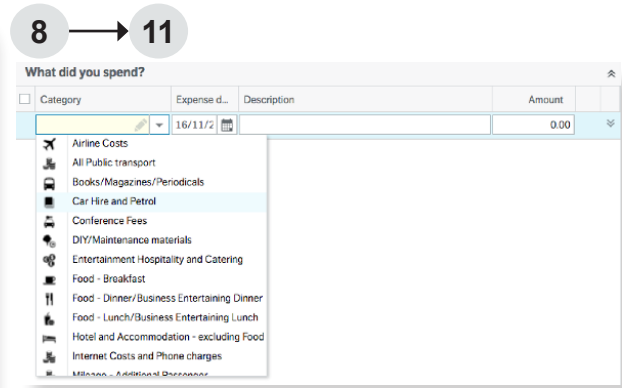 8 11
What did you spend?
Category Expense d... Description Amount
16/11/2 0.00
Airline Costs
All Public transport
Books/Magazines/Periodicals
Car Hire and Petrol
Conference Fees
DIY/Maintenance materials
Entertainment Hospitality and Catering
Food - Breakfast
Food - Dinner/Business Entertaining Dinner
Food - Lunch/Business Entertaining Lunch
Hotel and Accommodation - excluding Food
Internet Costs and Phone charges
Mileage - Additional Passenger